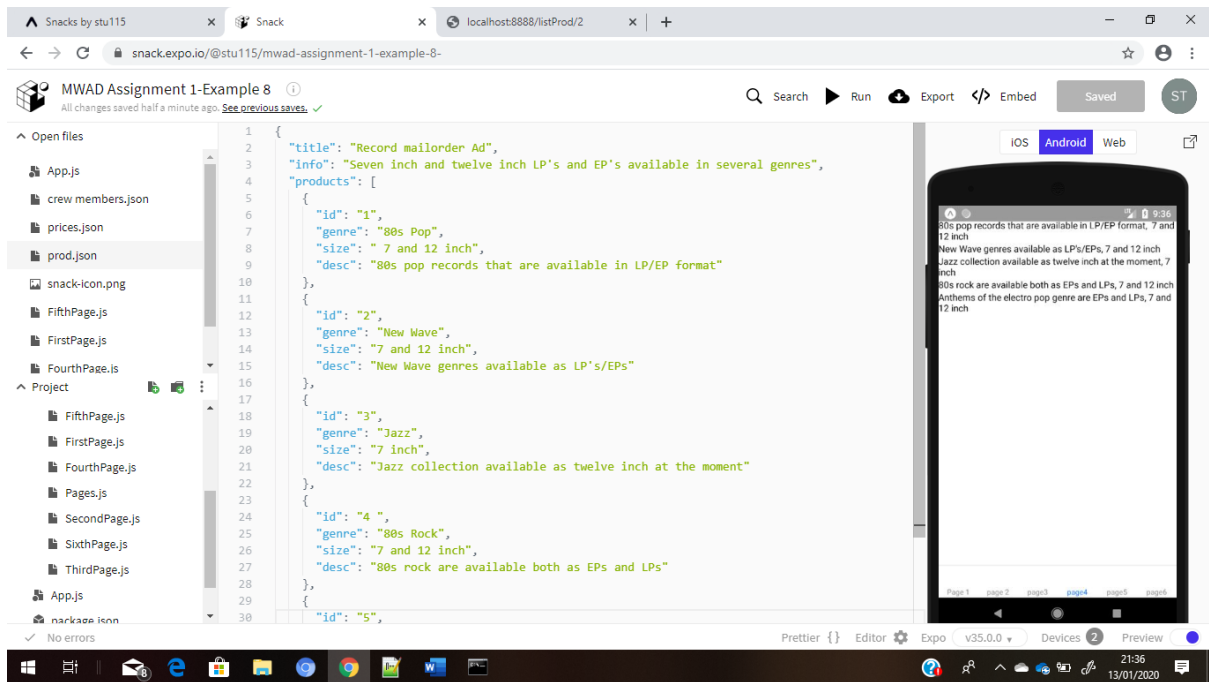 Snacks by stu115
Snack
localhost:8888/listProd/2
snack.expo.io/@stu115/mwad-assignment-1-example-8-
MWAD Assignment 1-Example 8
All changes saved half a minute ago. See previous saves.
Search
Run
Export
Embed
Saved
ST
Open files
App.js
crew members.json
prices.json
prod.json
snack-icon.png
FifthPage.js
FirstPage.js
FourthPage.js
Project
FifthPage.js
FirstPage.js
FourthPage.js
Pages.js
SecondPage.js
SixthPage.js
ThirdPage.js
App.js
package.json
1 {
2 "title": "Record mailorder Ad",
3 "info": "Seven inch and twelve inch LP's and EP's available in several genres",
4 "products": [
5 {
6 "id": "1",
7 "genre": "80s Pop",
8 "size": " 7 and 12 inch",
9 "desc": "80s pop records that are available in LP/EP format"
10 },
11 {
12 "id": "2",
13 "genre": "New Wave",
14 "size": "7 and 12 inch",
15 "desc": "New Wave genres available as LP's/EPs"
16 },
17 {
18 "id": "3",
19 "genre": "Jazz",
20 "size": "7 inch",
21 "desc": "Jazz collection available as twelve inch at the moment"
22 },
23 {
24 "id": "4 ",
25 "genre": "80s Rock",
26 "size": "7 and 12 inch",
27 "desc": "80s rock are available both as EPs and LPs"
28 },
29 {
30 "id": "5",
iOS
Android
Web
9:36
80s pop records that are available in LP/EP format, 7 and
12 inch
New Wave genres available as LP's/EPs, 7 and 12 inch
Jazz collection available as twelve inch at the moment, 7
inch
80s rock are available both as EPs and LPs, 7 and 12 inch
Anthems of the electro pop genre are EPs and LPs, 7 and
12 inch
Page 1 page 2 page3 page4 page5 page6
No errors
Prettier {} Editor Expo v35.0.0 Devices 2 Preview
8
21:36
13/01/2020